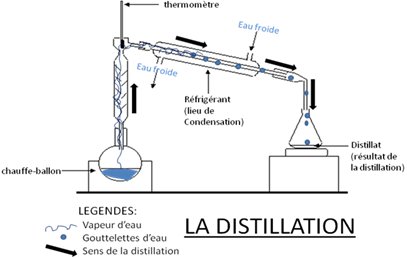 thermomètre
Eau froide
Eau froide
Réfrigérant
(lieu de
Condensation)
Distillat
(résultat de
la distillation)
chauffe-ballon
LEGENDES:
Vapeur d'eau
Gouttelettes d'eau
Sens de la distillation
LA DISTILLATION